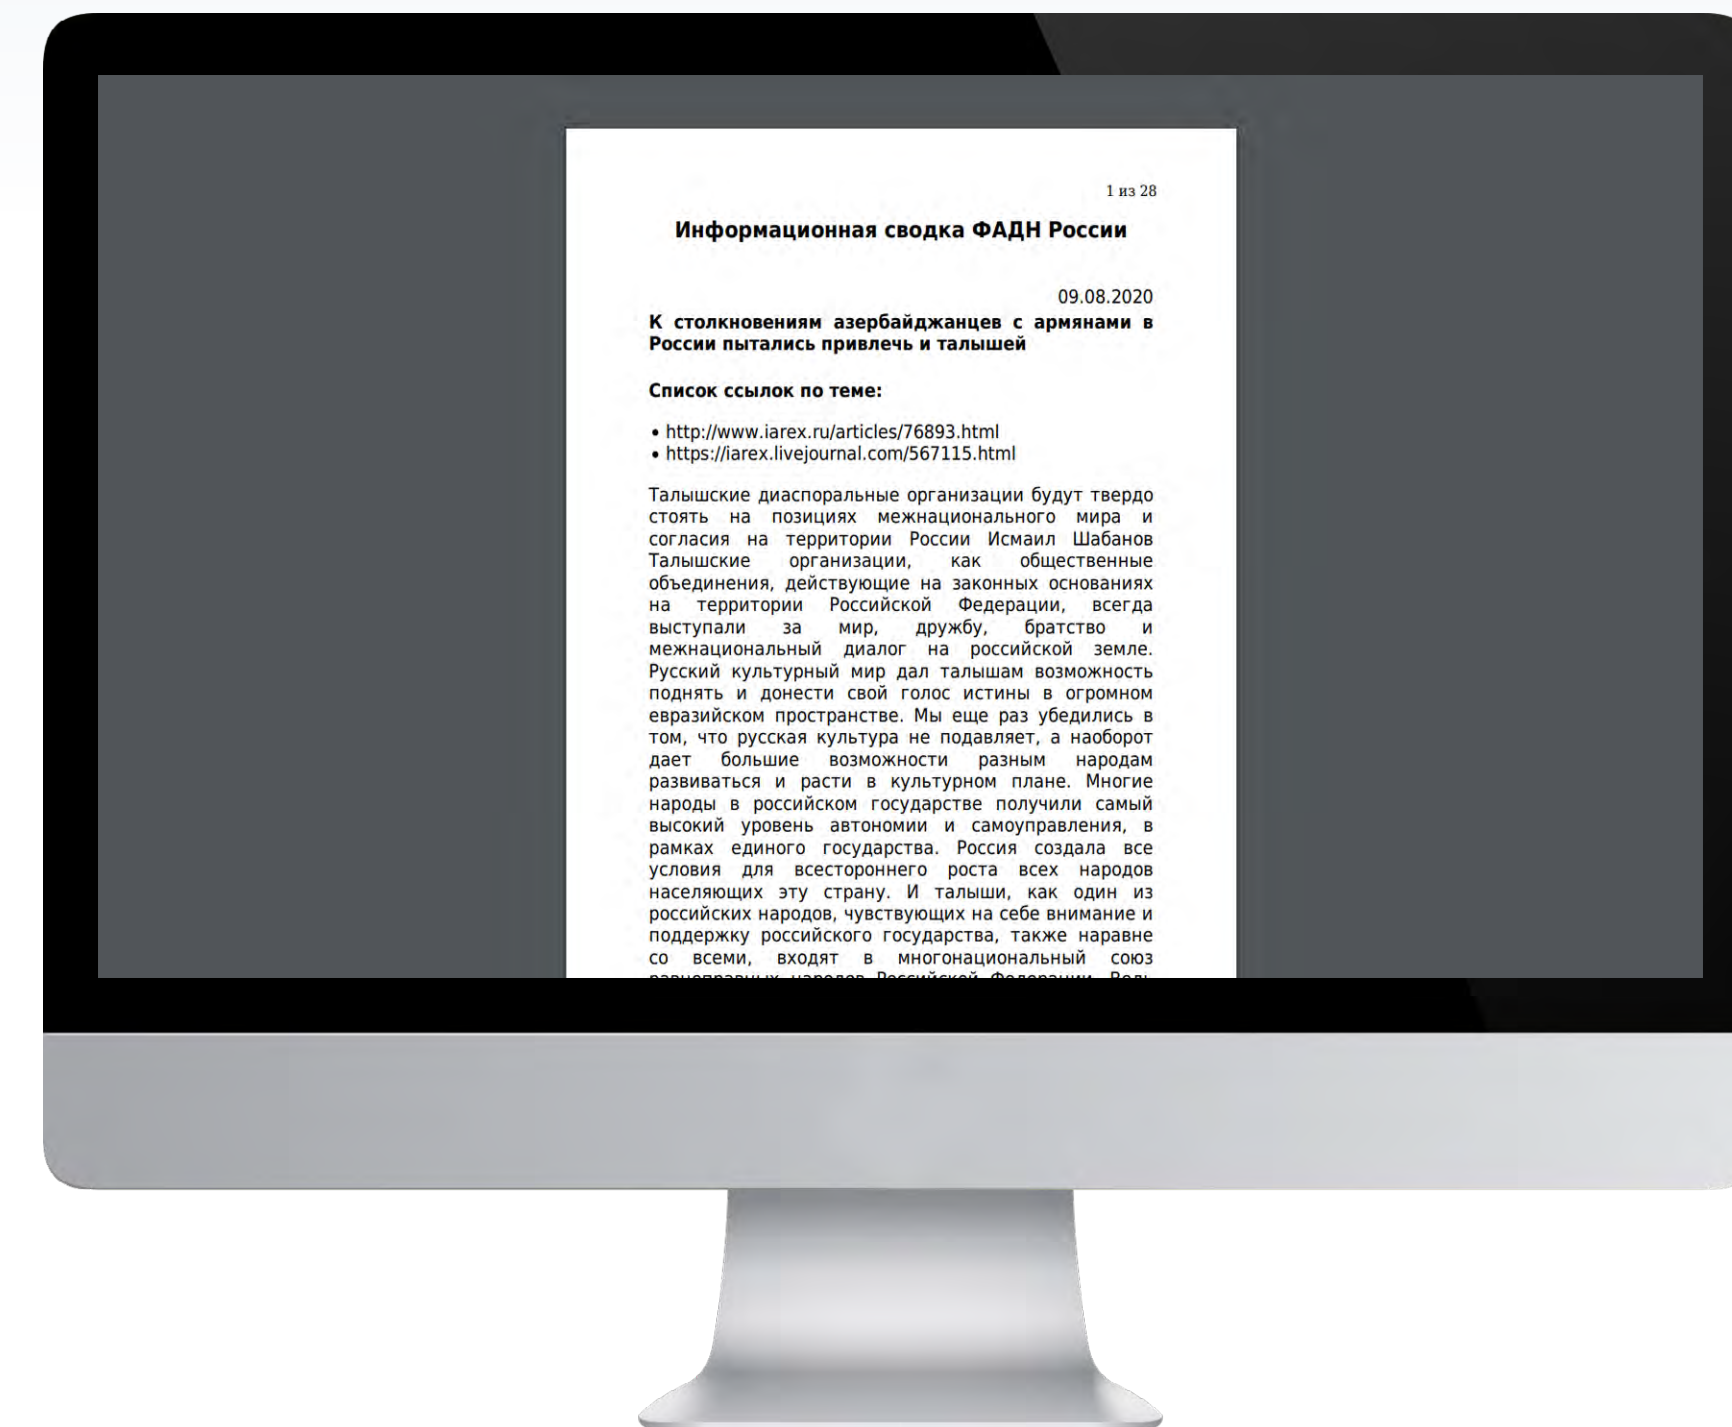 1 из 28
Информационная сводка ФАДН России
09.08.2020
К столкновениям азербайджанцев с армянами в
России пытались привлечь и талышей
Список ссылок по теме:
• http://www.iarex.ru/articles/76893.html
• https://iarex.livejournal.com/567115.html
Талышские диаспоральные организации будут твердо
стоять на позициях межнационального мира и
согласия на территории России Исмаил Шабанов
Талышские организации, как общественные
объединения, действующие на законных основаниях
на территории Российской Федерации, всегда
выступали за мир, дружбу, братство и
межнациональный диалог на российской земле.
Русский культурный мир дал талышам возможность
поднять и донести свой голос истины в огромном
евразийском пространстве. Мы еще раз убедились в
том, что русская культура не подавляет, а наоборот
дает большие возможности разным народам
развиваться и расти в культурном плане. Многие
народы в российском государстве получили самый
высокий уровень автономии и самоуправления, в
рамках единого государства. Россия создала все
условия для всестороннего роста всех народов
населяющих эту страну. И талыши, как один из
российских народов, чувствующих на себе внимание и
поддержку российского государства, также наравне
со всеми, входят в многонациональный союз